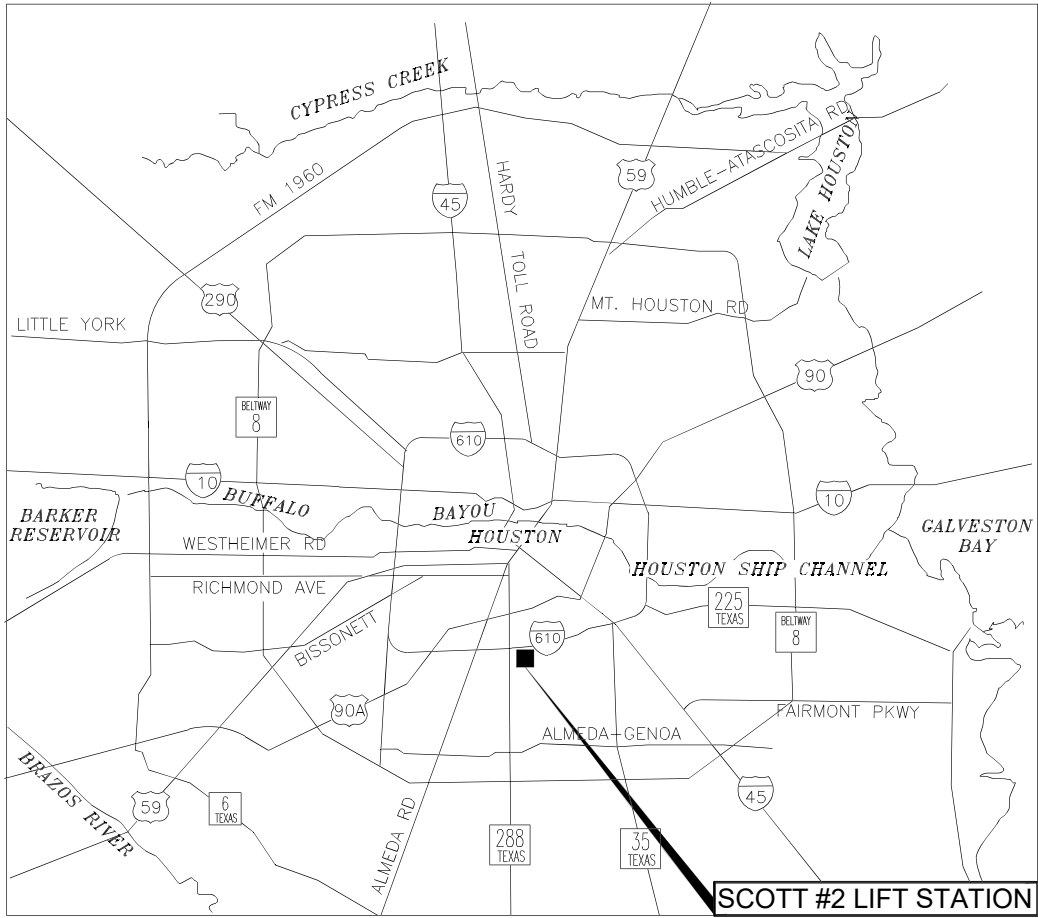 CYPRESS CREEK
HUMBLE-ATASCOSITA RD
LAKE HOUSTON
FM 1960
45
HARDY
TOLL ROAD
59
290
MT. HOUSTON RD
LITTLE YORK
90
BELTWAY
8
610
10
BUFFALO
BAYOU
10
BARKER
RESERVOIR
HOUSTON
GALVESTON
BAY
WESTHEIMER RD
HOUSTON SHIP CHANNEL
RICHMOND AVE
225
TEXAS
BELTWAY
8
BISSONETT
610
90A
FAIRMONT PKWY
ALMEDA-GENOA
BRAZOS RIVER
59
6
TEXAS
ALMEDA RD
288
TEXAS
35
TEXAS
45
SCOTT #2 LIFT STATION